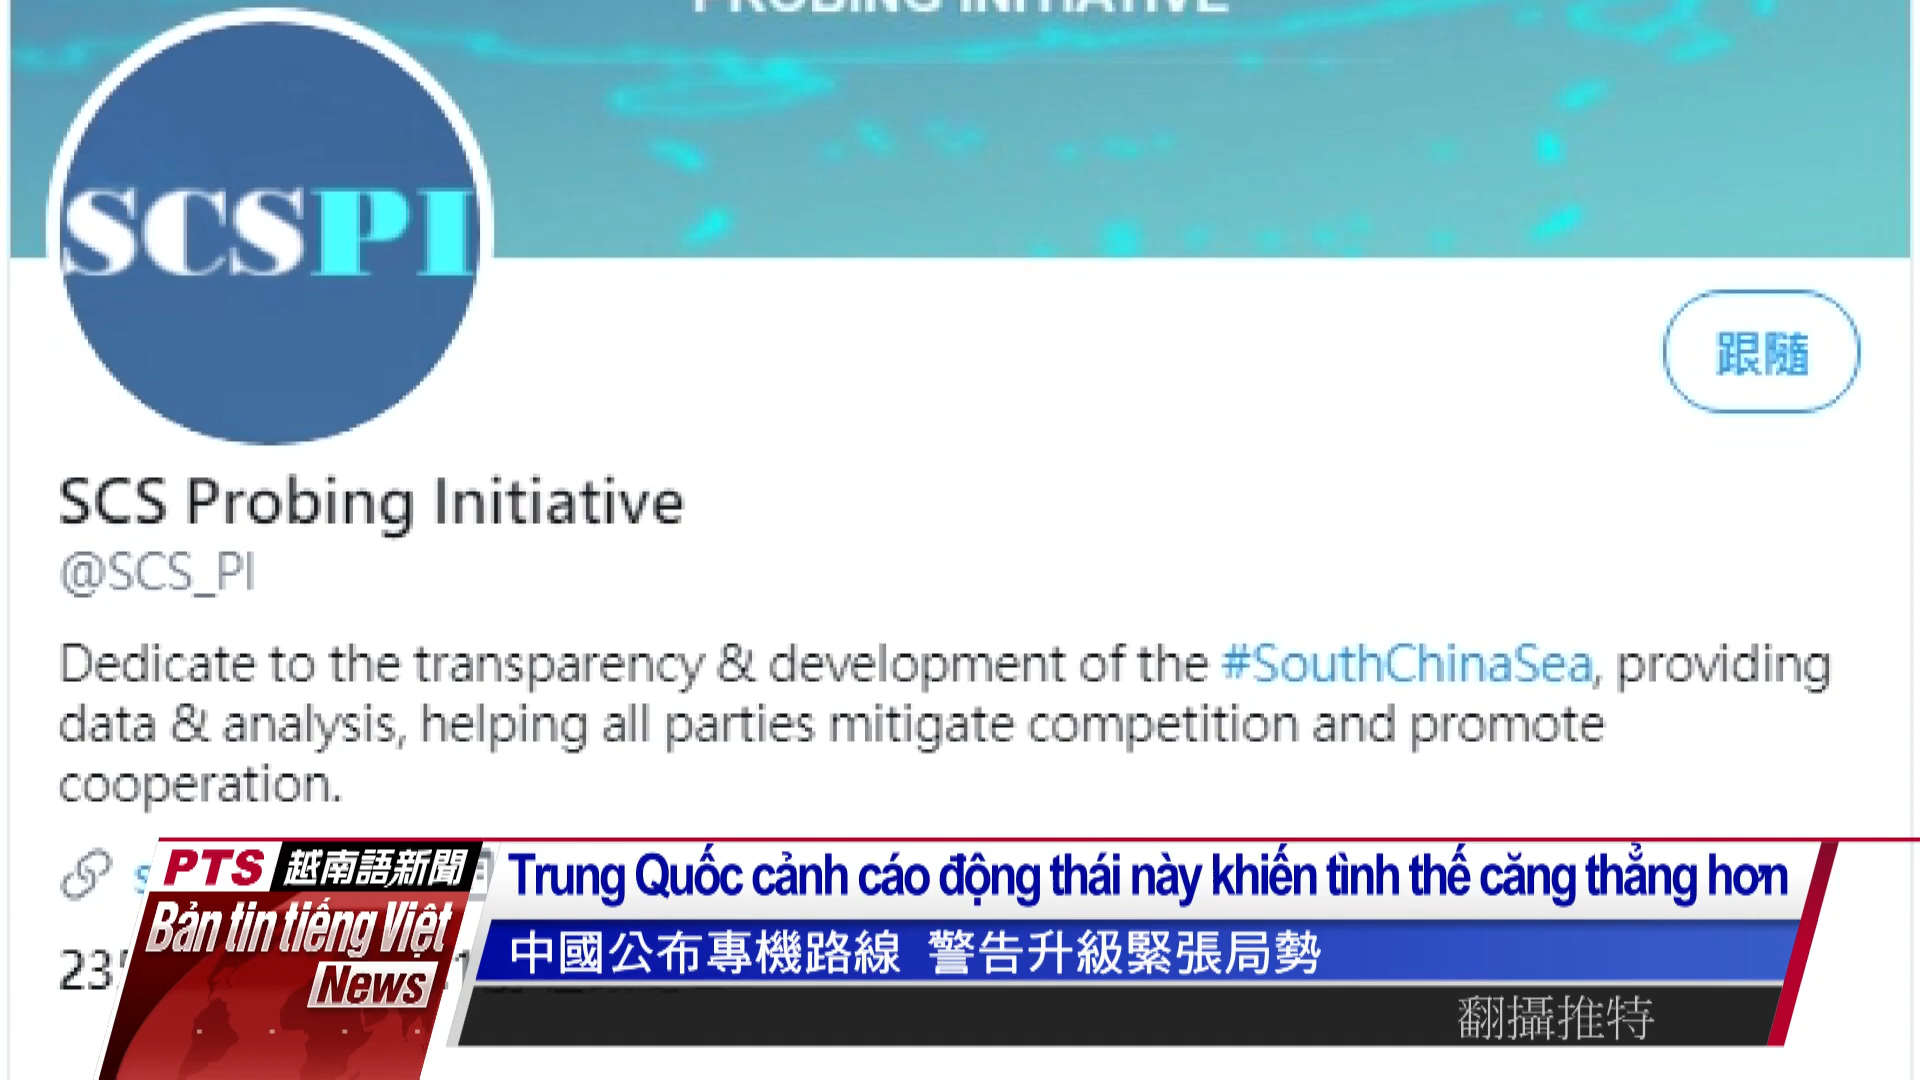 PROBING INITIATIVE
SCSPI
跟隨
SCS Probing Initiative
@SCS_PI
Dedicate to the transparency & development of the #SouthChinaSea, providing
data & analysis, helping all parties mitigate competition and promote
cooperation.
PTS 越南語新聞
Bản tin tiếng Việt
News
Trung Quốc cảnh cáo động thái này khiến tình thế căng thẳng hơn
中國公布專機路線 警告升級緊張局勢
翻攝推特